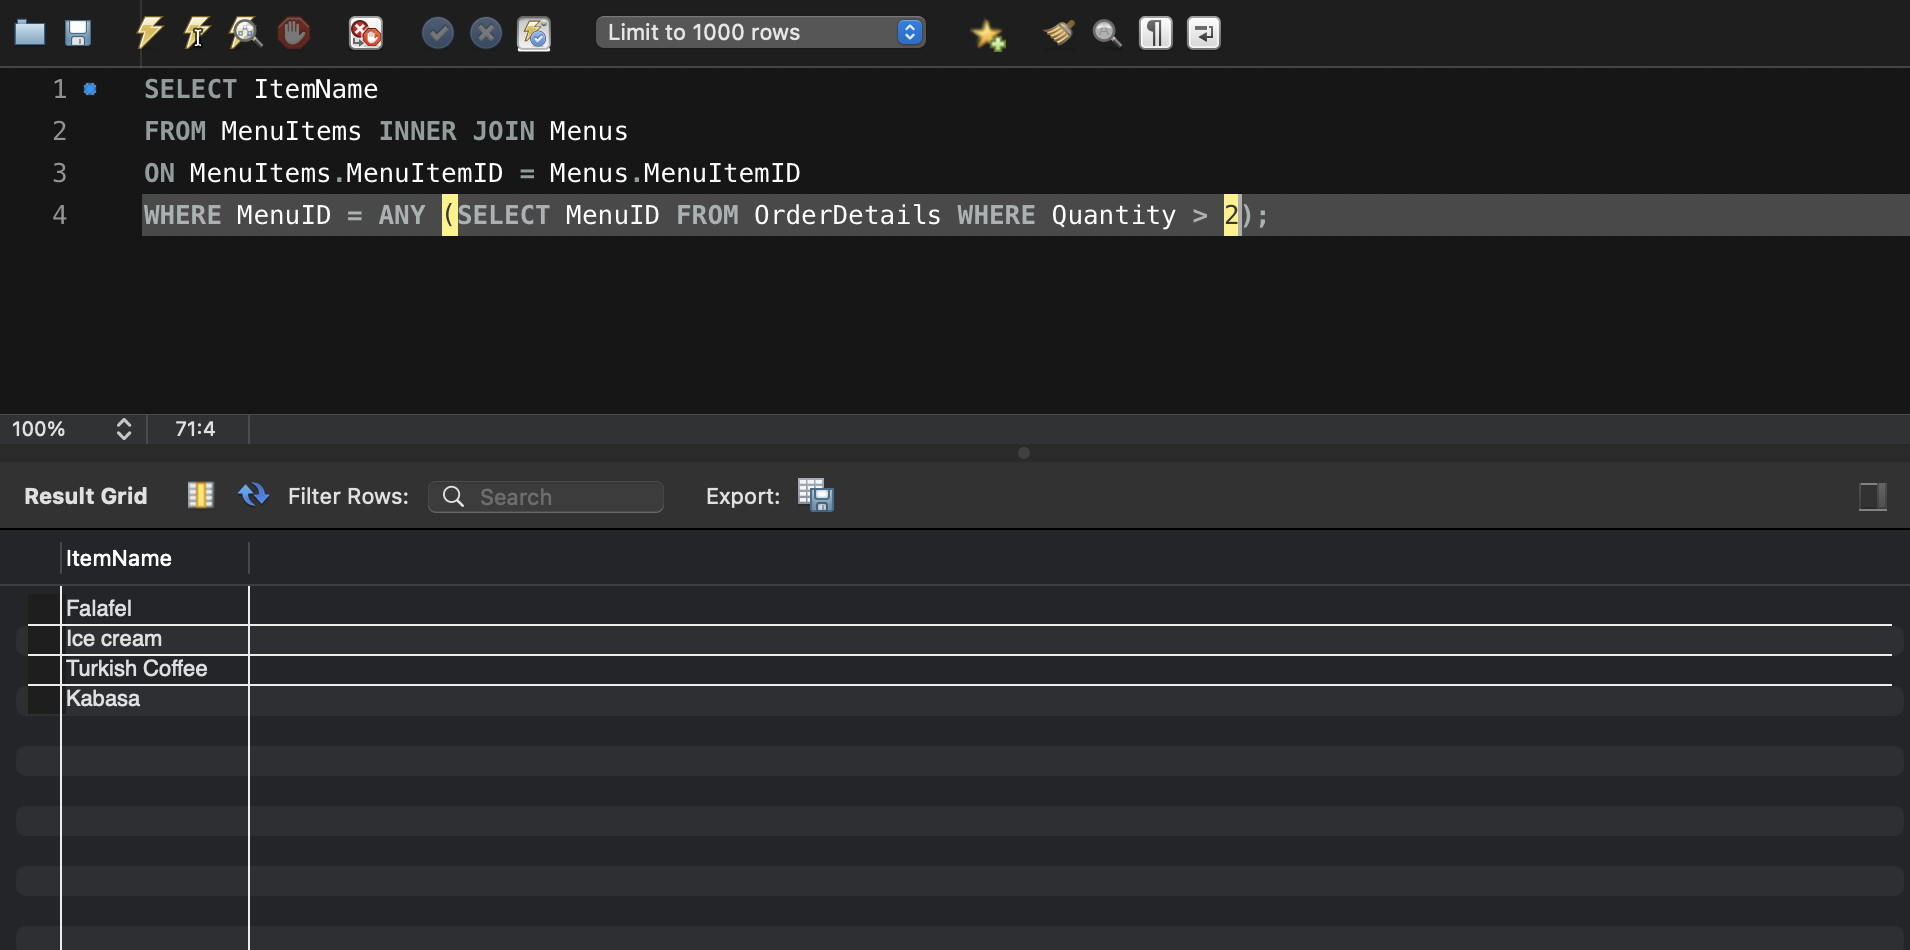 Limit to 1000 rows
1 SELECT ItemName
2 FROM MenuItems INNER JOIN Menus
3 ON MenuItems.MenuItemID = Menus.MenuItemID
4 WHERE MenuID = ANY (SELECT MenuID FROM OrderDetails WHERE Quantity > 2);
100% 71:4
Result Grid Filter Rows: Search Export:
ItemName
Falafel
Ice cream
Turkish Coffee
Kabasa